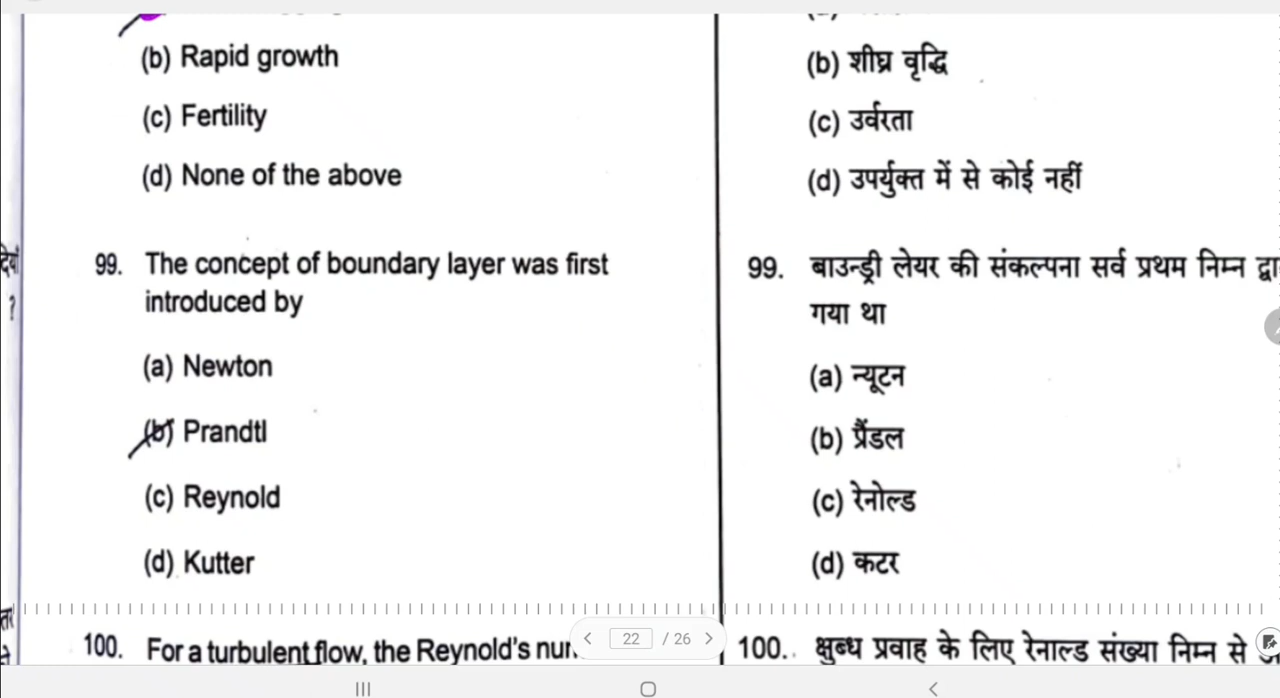 (b) Rapid growth
(c) Fertility
(d) None of the above
99. The concept of boundary layer was first
introduced by
(a) Newton
(b) Prandtl
(c) Reynold
(d) Kutter
100. For a turbulent flow, the Reynold's
(b) शीघ्र वृद्धि
(c) उर्वरता
(d) उपर्युक्त में से कोई नहीं
99. बाउन्ड्री लेयर की संकल्पना सर्व प्रथम निम्न
गया था
(a) न्यूटन
(b) प्रैंडल
(c) रेनोल्ड
(d) कटर
100. क्षुब्ध प्रवाह के लिए रेनाल्ड संख्या निम्न से
22 / 26